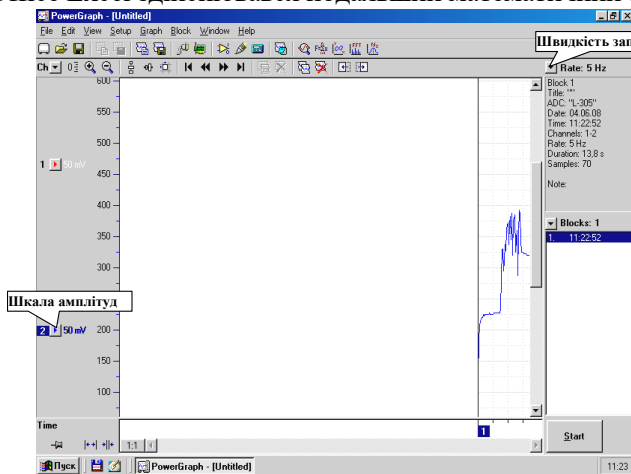 PowerGraph - [Untitled]
File Edit View Setup Graph Block Window Help
Швидкість зап
Ch
Rate: 5 Hz
Block 1
Title: ""
ADC: "L-305"
Date: 04.06.08
Time: 11:22:52
Channels: 1-2
Rate: 5 Hz
Duration: 13,8 s
Samples: 70
Note:
Blocks: 1
1. 11:22:52
600
550
500
1 50 mV
450
400
350
300
Шкала амплітуд
2 50 mV 200
150
100
Time
1
1:1
Start
Пуск
PowerGraph - [Untitled]
11:23